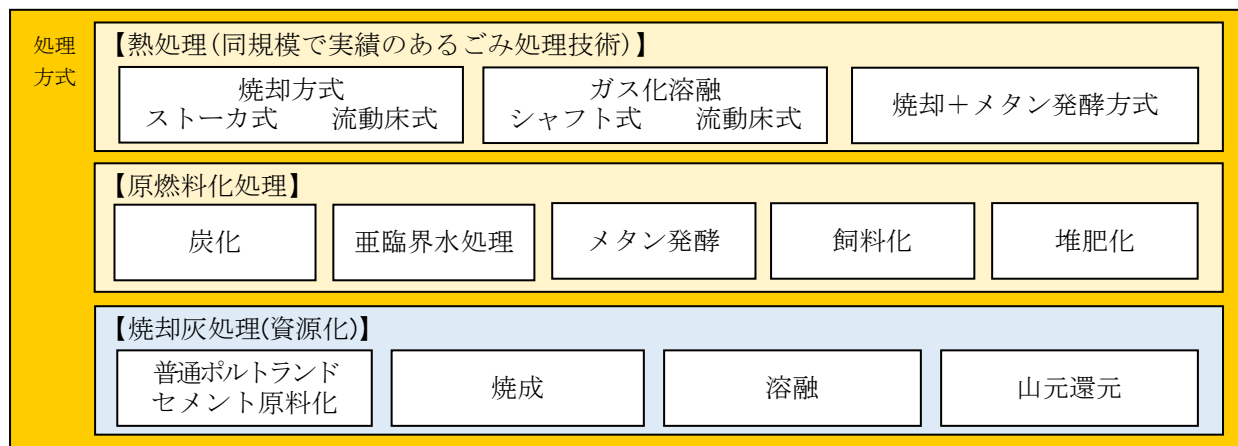 処理
方式
【熱処理(同規模で実績のあるごみ処理技術)】
焼却方式
ストーカ式　　流動床式
ガス化溶融
シャフト式　　流動床式
焼却＋メタン発酵方式
【原燃料化処理】
炭化
亜臨界水処理
メタン発酵
飼料化
堆肥化
【焼却灰処理(資源化)】
普通ポルトランド
セメント原料化
焼成
溶融
山元還元